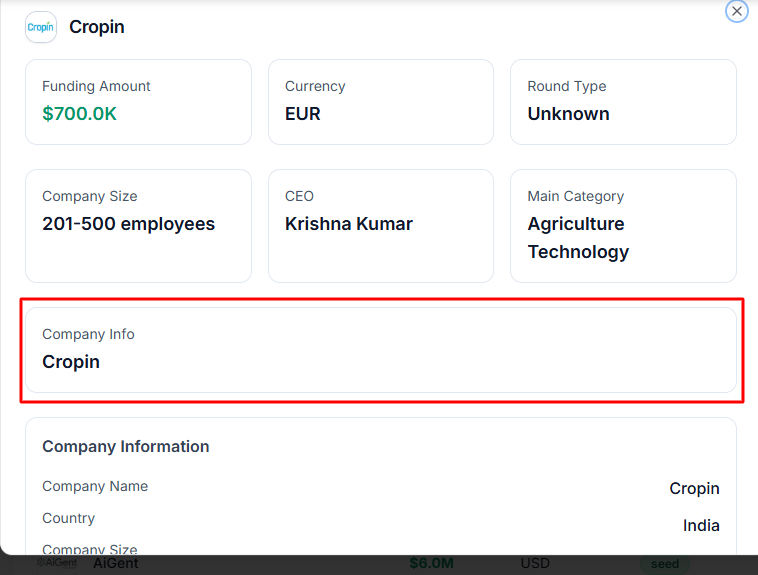 Cropin Cropin
Funding Amount
$700.0K
Currency
EUR
Round Type
Unknown
Company Size
201-500 employees
CEO
Krishna Kumar
Main Category
Agriculture
Technology
Company Info
Cropin
Company Information
Company Name
Cropin
Country
India
Company Size
AiGent AiGent $6.0M USD seed